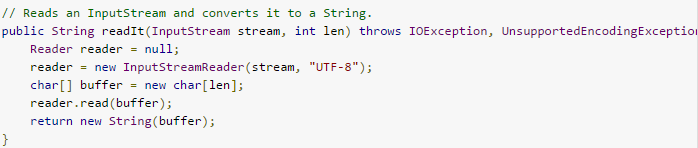 // Reads an InputStream and converts it to a String.
public String readIt(InputStream stream, int len) throws IOException, UnsupportedEncodingExceptio
Reader reader = null;
reader = new InputStreamReader(stream, "UTF-8");
char[] buffer = new char[len];
reader.read(buffer);
return new String(buffer);
}